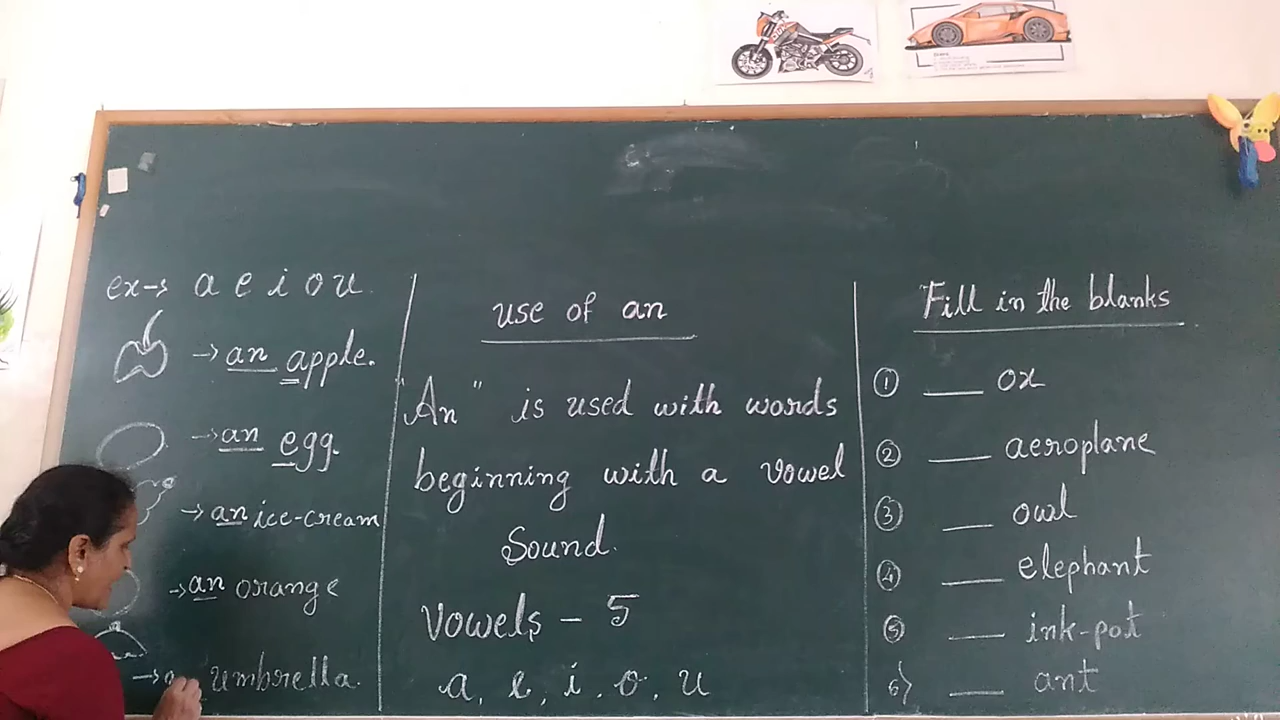 ex→ a e i o u
→ an apple.
→ an egg.
→ an ice-cream
→ an orange
→ umbrella.
use of an
"An" is used with words
beginning with a vowel
Sound.
Vowels - 5
a, e, i, o, u
Fill in the blanks
① ___ ox
② ___ aeroplane
③ ___ owl
④ ___ elephant
⑤ ___ ink-pot
6) ___ ant